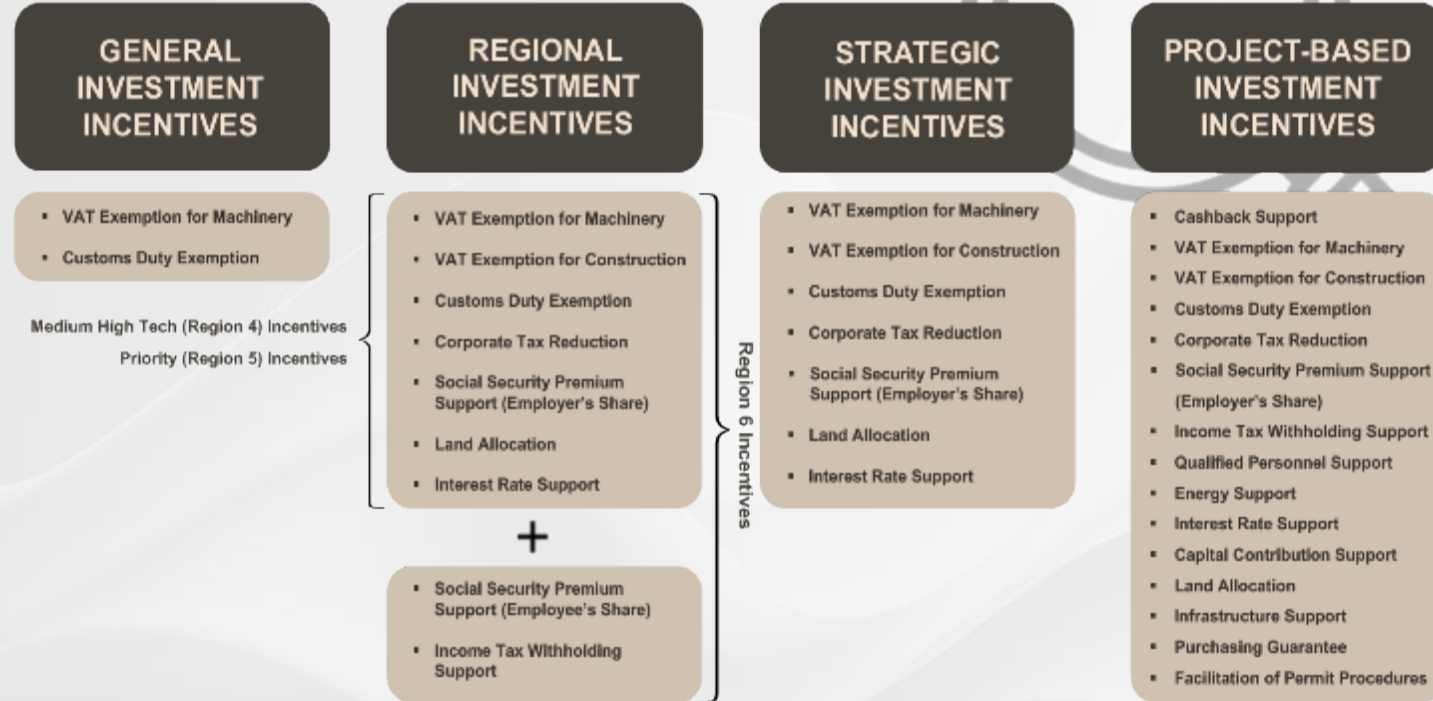 GENERAL
INVESTMENT
INCENTIVES
▪ VAT Exemption for Machinery
▪ Customs Duty Exemption
Medium High Tech (Region 4) Incentives
Priority (Region 5) Incentives
REGIONAL
INVESTMENT
INCENTIVES
▪ VAT Exemption for Machinery
▪ VAT Exemption for Construction
▪ Customs Duty Exemption
▪ Corporate Tax Reduction
▪ Social Security Premium
Support (Employer's Share)
▪ Land Allocation
▪ Interest Rate Support
+
▪ Social Security Premium
Support (Employee's Share)
▪ Income Tax Withholding
Support
Region 6 Incentives
STRATEGIC
INVESTMENT
INCENTIVES
▪ VAT Exemption for Machinery
▪ VAT Exemption for Construction
▪ Customs Duty Exemption
▪ Corporate Tax Reduction
▪ Social Security Premium
Support (Employer's Share)
▪ Land Allocation
▪ Interest Rate Support
PROJECT-BASED
INVESTMENT
INCENTIVES
▪ Cashback Support
▪ VAT Exemption for Machinery
▪ VAT Exemption for Construction
▪ Customs Duty Exemption
▪ Corporate Tax Reduction
▪ Social Security Premium Support
(Employer's Share)
▪ Income Tax Withholding Support
▪ Qualified Personnel Support
▪ Energy Support
▪ Interest Rate Support
▪ Capital Contribution Support
▪ Land Allocation
▪ Infrastructure Support
▪ Purchasing Guarantee
▪ Facilitation of Permit Procedures